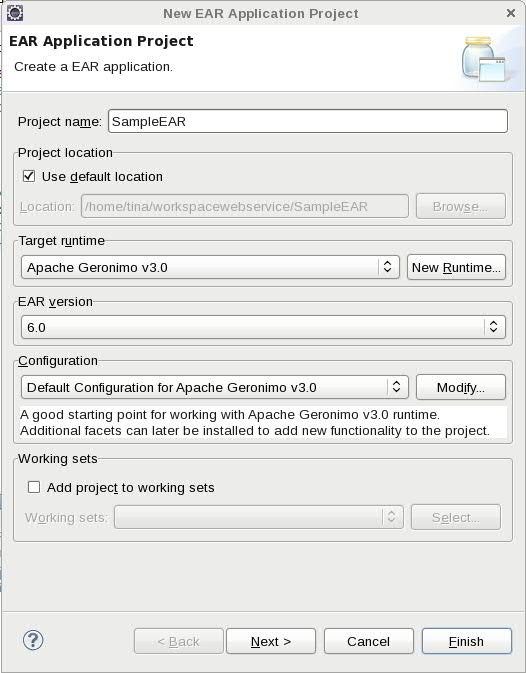 New EAR Application Project
EAR Application Project
Create a EAR application.
Project name: SampleEAR
Project location
Use default location
Location: /home/tina/workspacewebservice/SampleEAR Browse...
Target runtime
Apache Geronimo v3.0 New Runtime...
EAR version
6.0
Configuration
Default Configuration for Apache Geronimo v3.0 Modify...
A good starting point for working with Apache Geronimo v3.0 runtime.
Additional facets can later be installed to add new functionality to the project.
Working sets
Add project to working sets
Working sets: Select...
? < Back Next > Cancel Finish